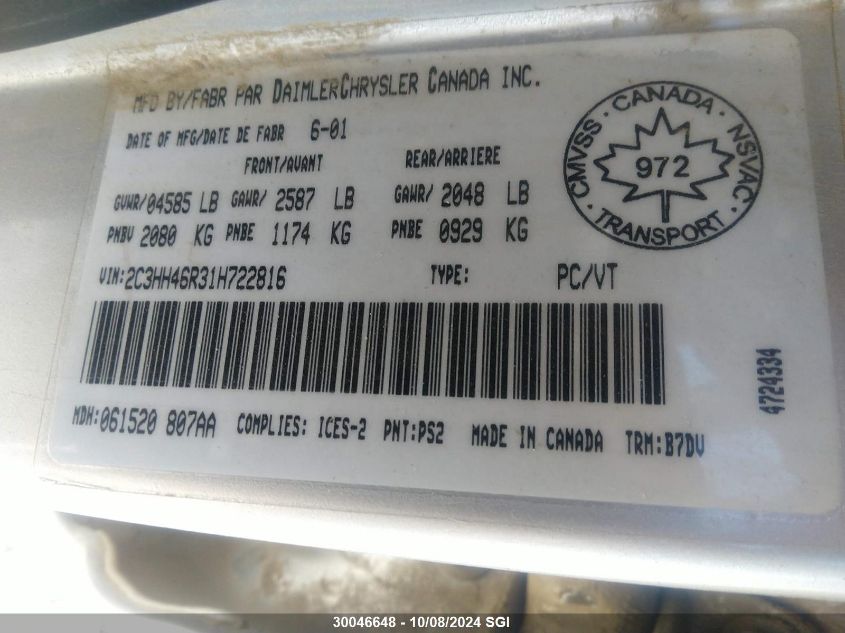 MFD BY/FABR PAR DAIMLERCHRYSLER CANADA INC.
DATE OF MFG/DATE DE FABR 6-01
FRONT/AVANT REAR/ARRIERE
GVWR/04585 LB GAWR/ 2587 LB GAWR/ 2048 LB
PNBV 2080 KG PNBE 1174 KG PNBE 0929 KG
VIN:2C3HH46R31H722816 TYPE: PC/VT
CANADA
CMVSS · NSVAC
972
TRANSPORT
4724334
MDH:061520 807AA COMPLIES: ICES-2 PNT:PS2 MADE IN CANADA TRM:B7DV
30046648 - 10/08/2024 SGI